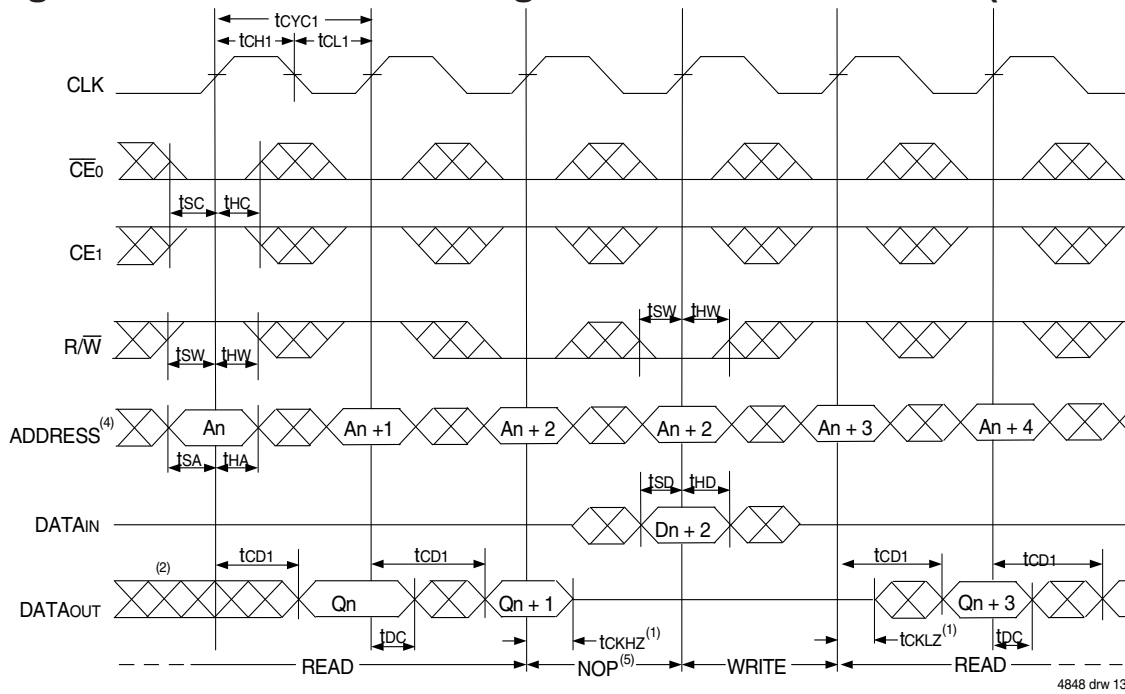 tCYC1
tCH1 tCL1
CLK
CE0
tSC tHC
CE1
tSW tHW
R/W
tSW tHW
ADDRESS(4) An An +1 An + 2 An + 2 An + 3 An + 4
tSA tHA
tSD tHD
DATAIN Dn + 2
tCD1 tCD1 tCD1 tCD1
(2)
DATAOUT Qn Qn + 1 Qn + 3
tDC tCKHZ(1) tCKLZ(1) tDC
READ NOP(5) WRITE READ
4848 drw 13